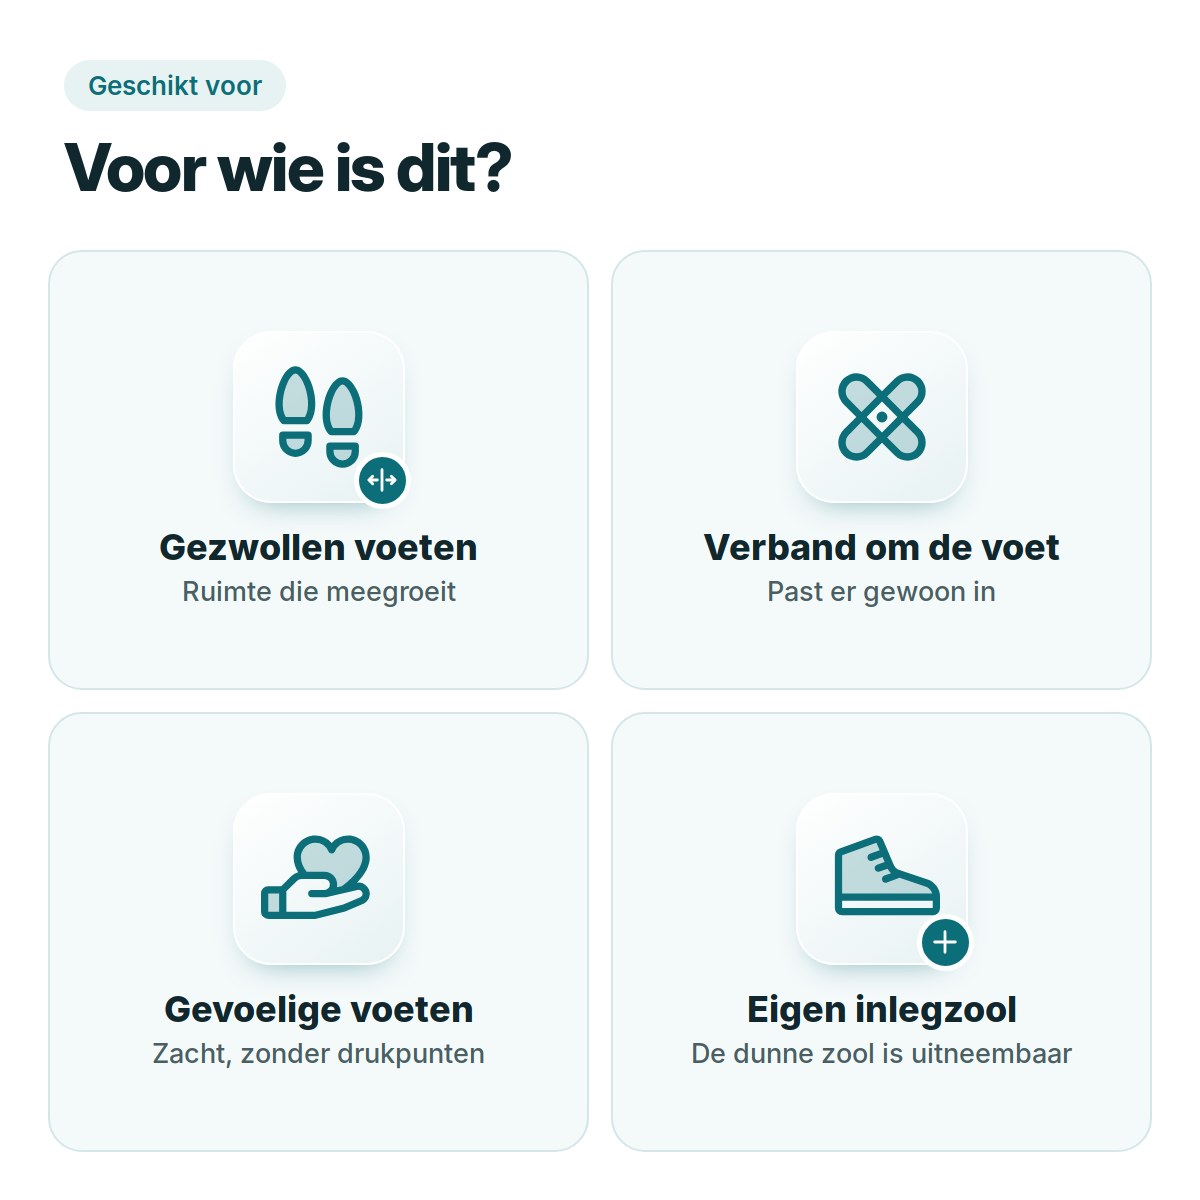 Geschikt voor
Voor wie is dit?
Gezwollen voeten
Ruimte die meegroeit
Verband om de voet
Past er gewoon in
Gevoelige voeten
Zacht, zonder drukpunten
Eigen inlegzool
De dunne zool is uitneembaar